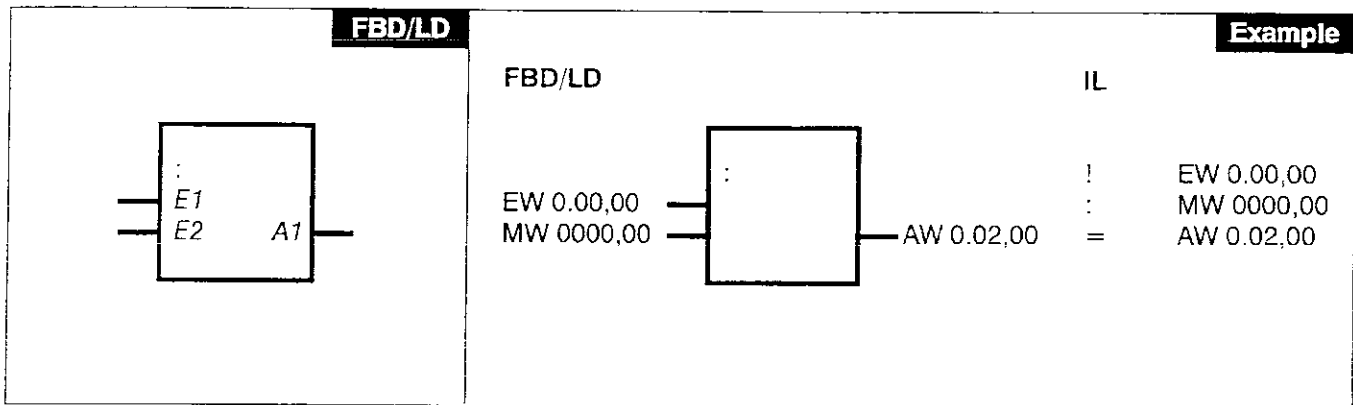 FBD/LD
:
E1
E2 A1
Example
FBD/LD IL
: ! EW 0.00,00
EW 0.00,00 : MW 0000,00
MW 0000,00 AW 0.02,00 = AW 0.02,00